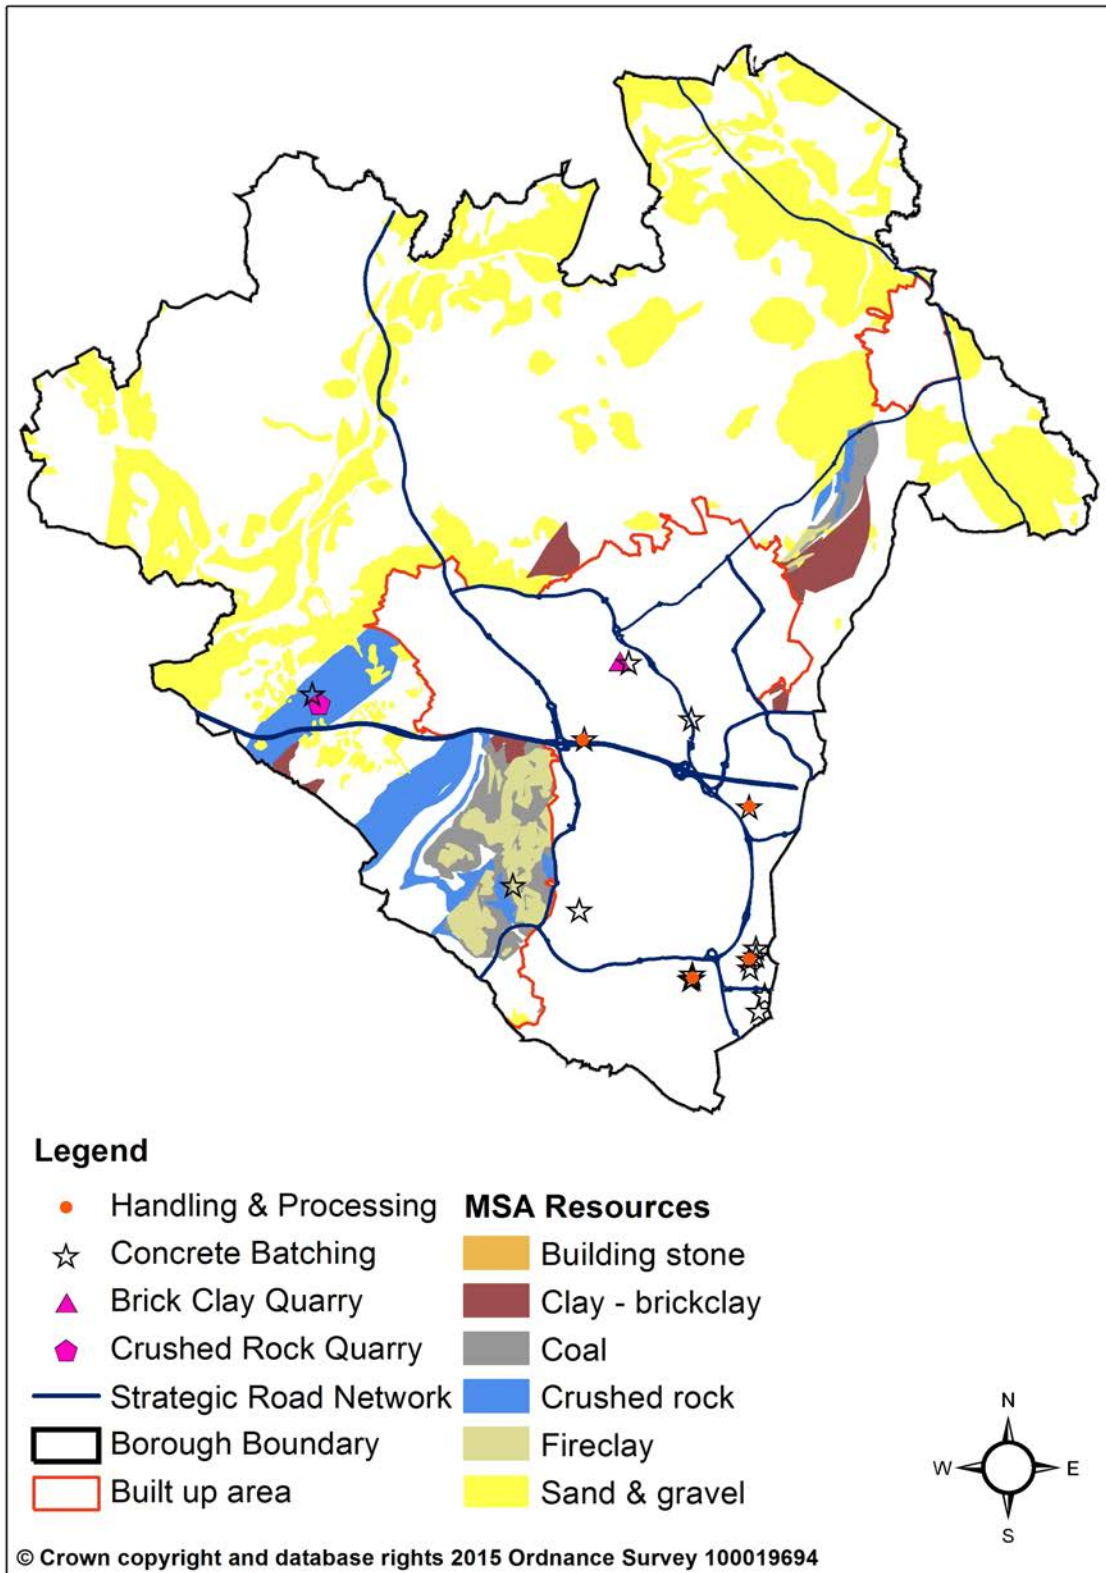 Legend
Handling & Processing
Concrete Batching
Brick Clay Quarry
Crushed Rock Quarry
Strategic Road Network
Borough Boundary
Built up area
MSA Resources
Building stone
Clay - brickclay
Coal
Crushed rock
Fireclay
Sand & gravel
N
W E
S
© Crown copyright and database rights 2015 Ordnance Survey 100019694